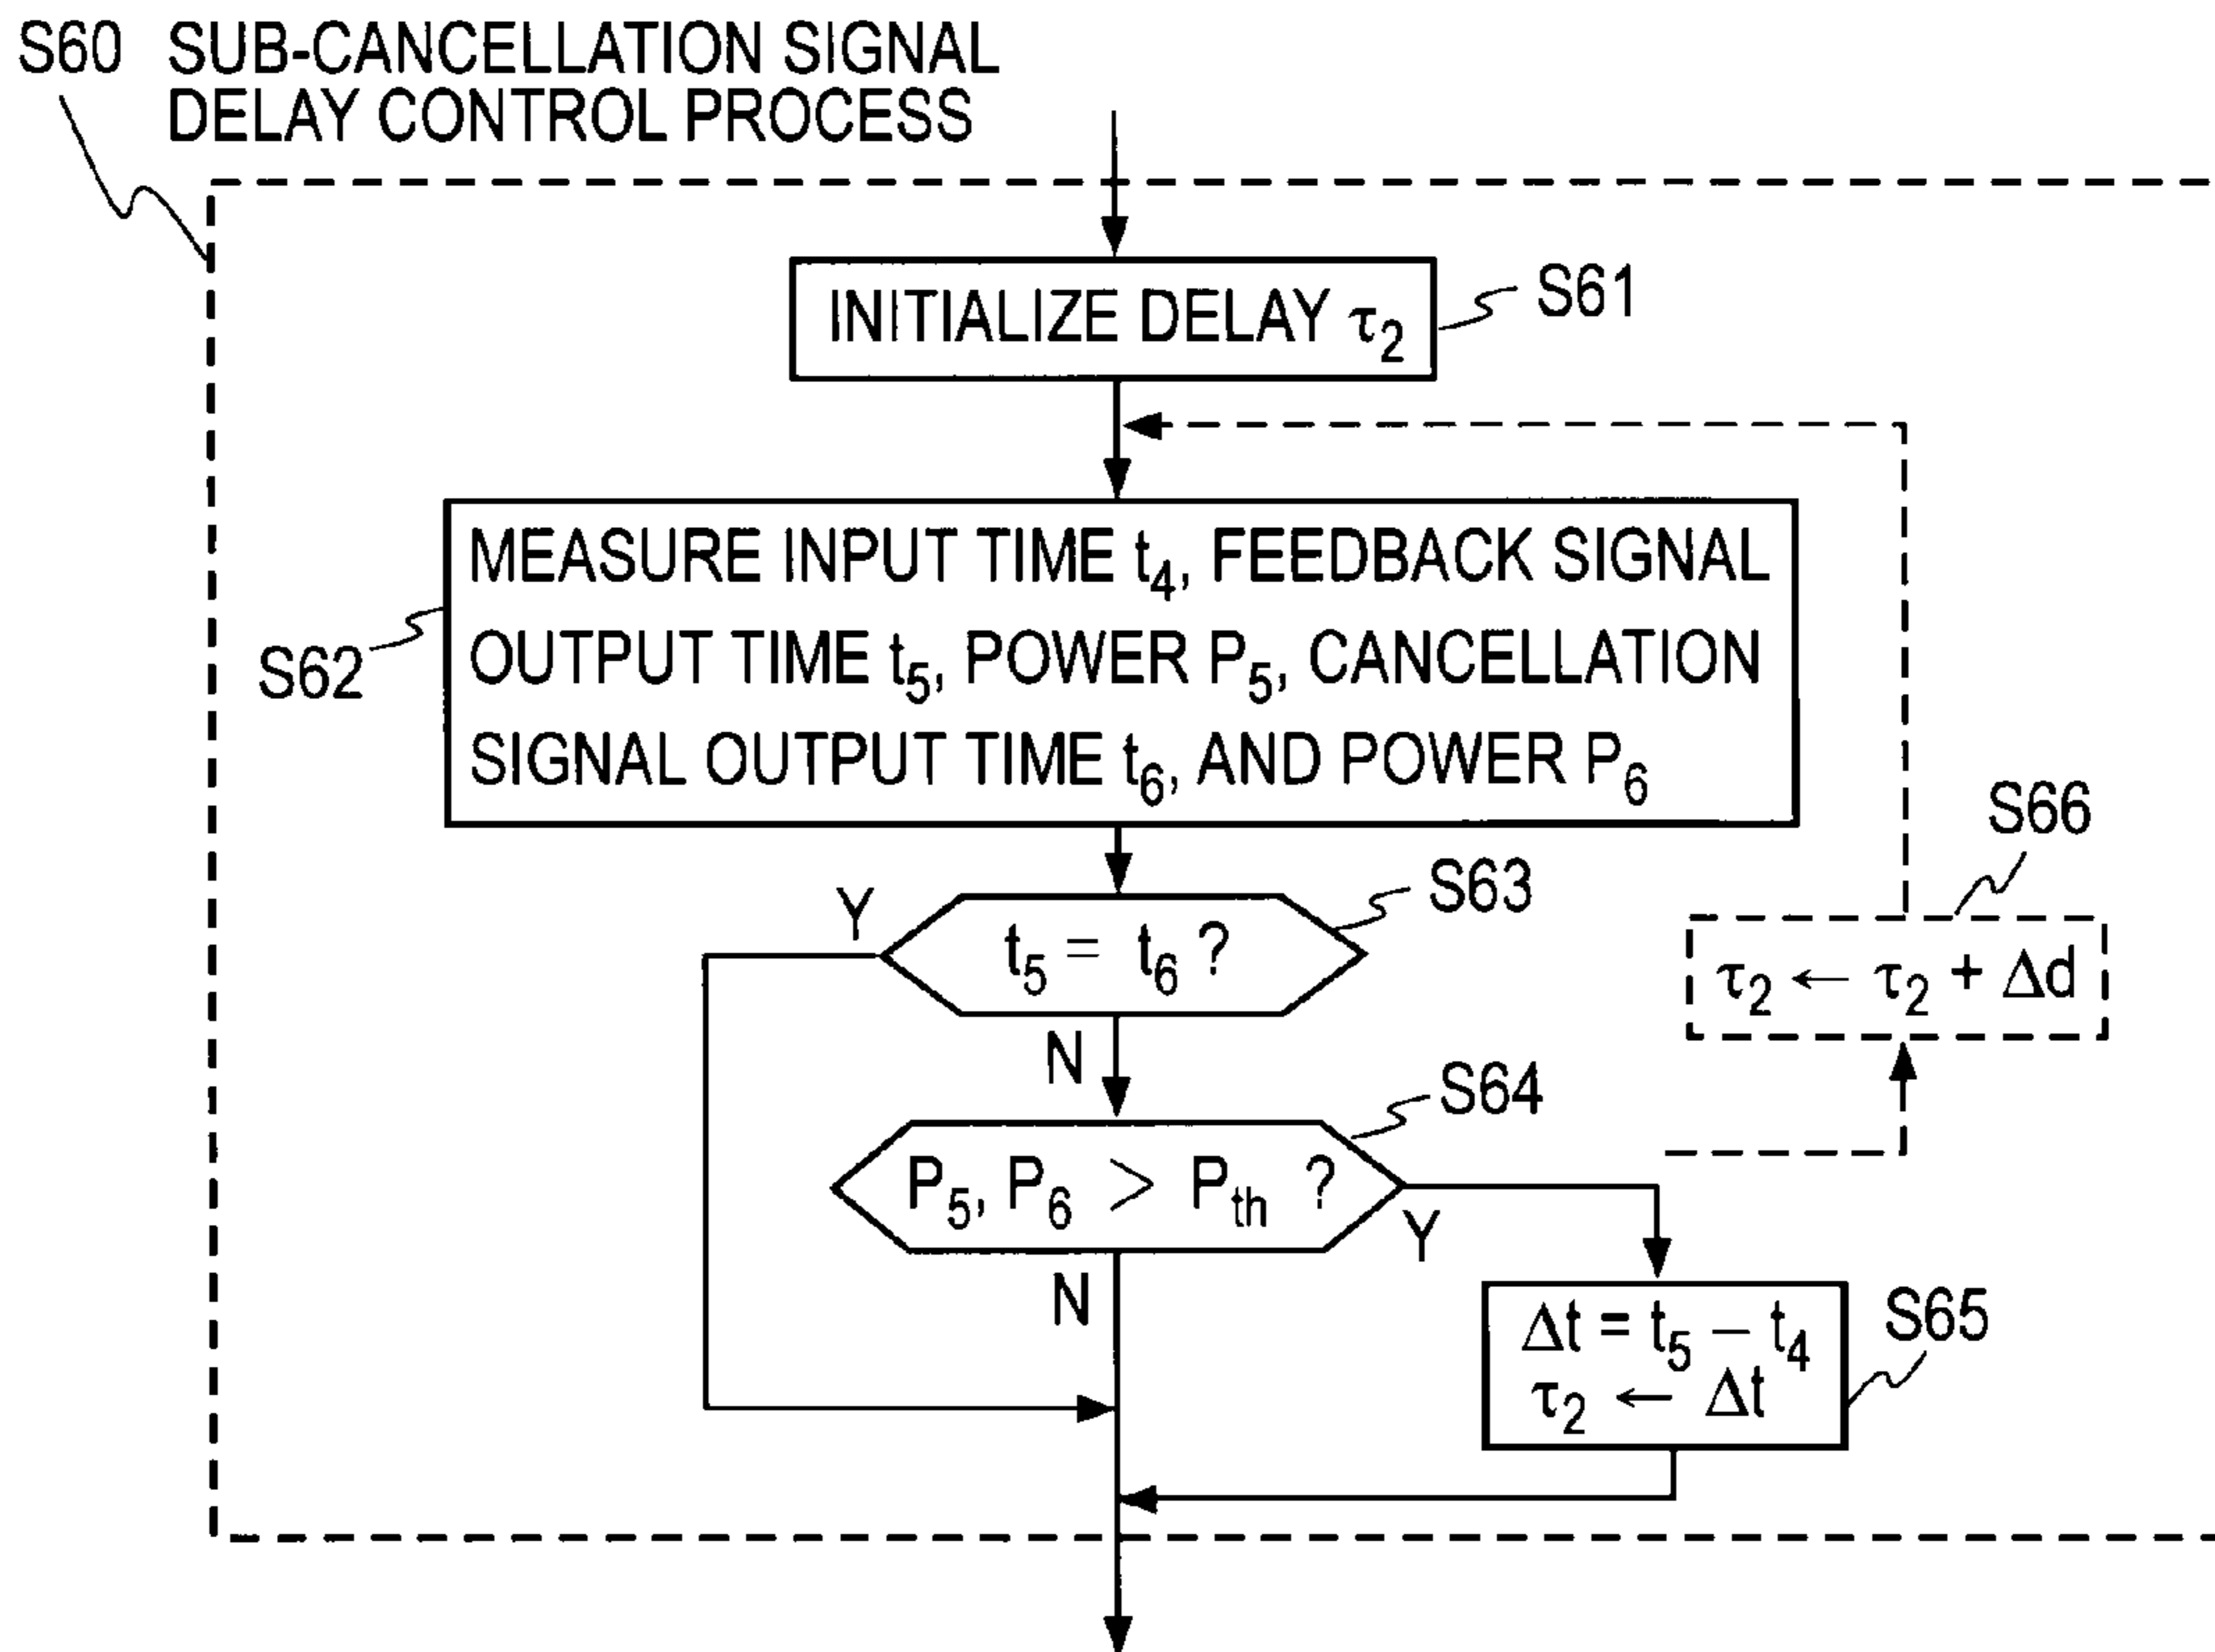 S60 SUB-CANCELLATION SIGNAL
DELAY CONTROL PROCESS
INITIALIZE DELAY τ₂
S61
MEASURE INPUT TIME t₄, FEEDBACK SIGNAL
OUTPUT TIME t₅, POWER P₅, CANCELLATION
SIGNAL OUTPUT TIME t₆, AND POWER P₆
S62
S63
Y
t₅ = t₆ ?
N
S66
τ₂ ← τ₂ + Δd
S64
P₅, P₆ > Pth ?
Y
N
S65
Δt = t₅ − t₄
τ₂ ← Δt